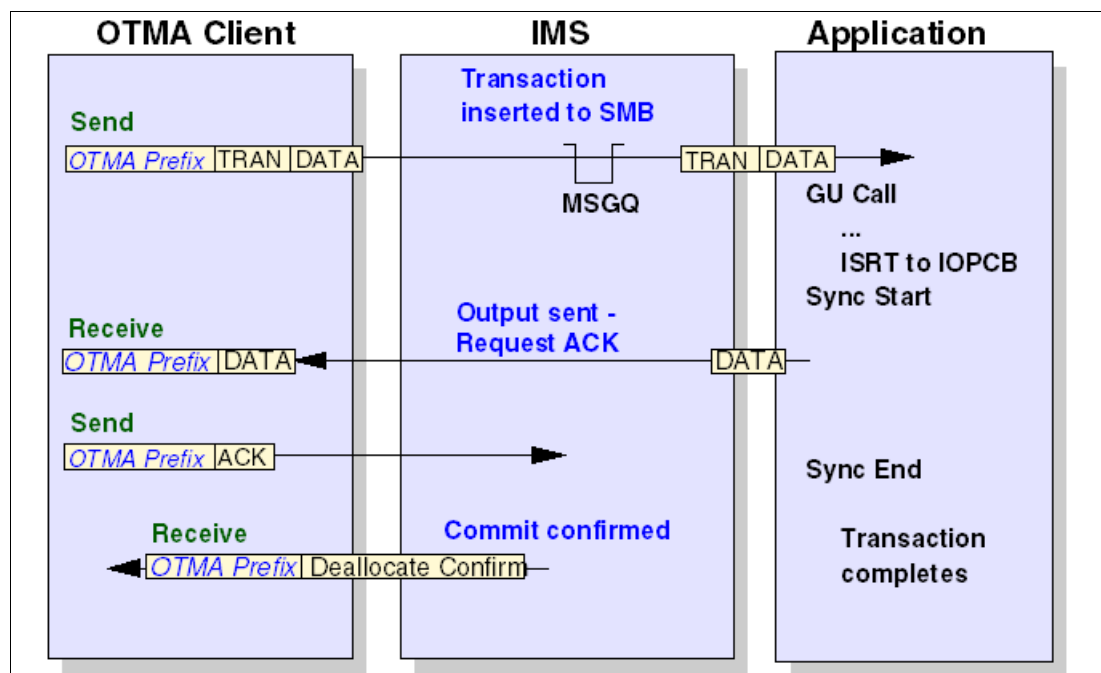 OTMA Client IMS Application
Transaction
inserted to SMB
Send
OTMA Prefix TRAN DATA TRAN DATA
MSGQ
GU Call
...
ISRT to IOPCB
Sync Start
Output sent -
Request ACK
Receive
OTMA Prefix DATA DATA
Send
OTMA Prefix ACK
Sync End
Receive
Commit confirmed
OTMA Prefix Deallocate Confirm
Transaction
completes